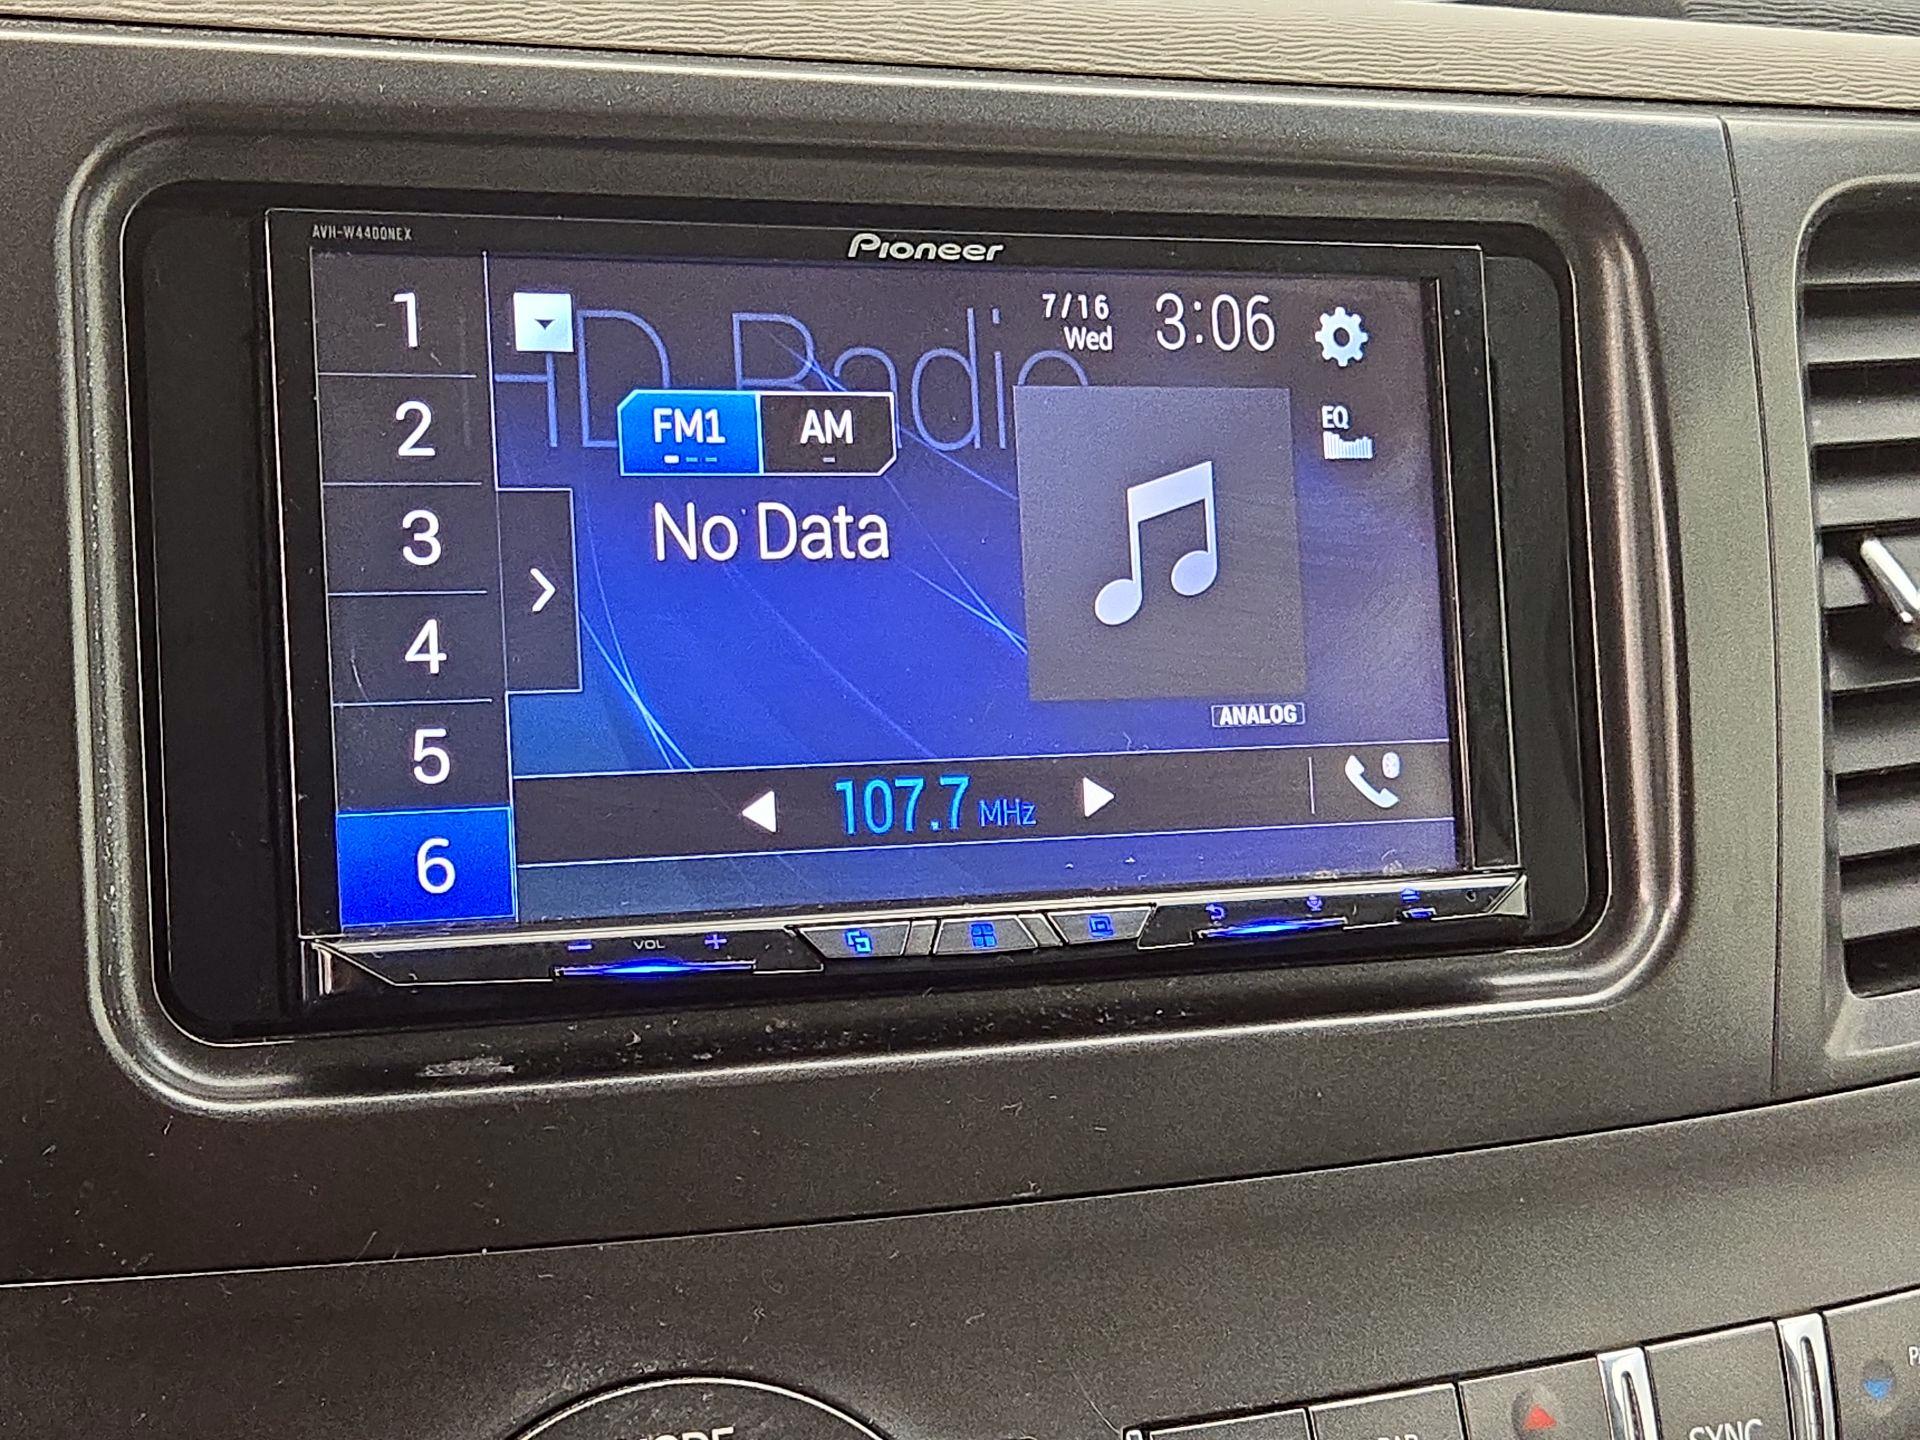 AVH-W4400NEX
Pioneer
1
2
3
4
5
6
HD Radio
7/16
Wed
3:06
FM1
AM
EQ
No Data
ANALOG
107.7 MHz
VOL
SYNC